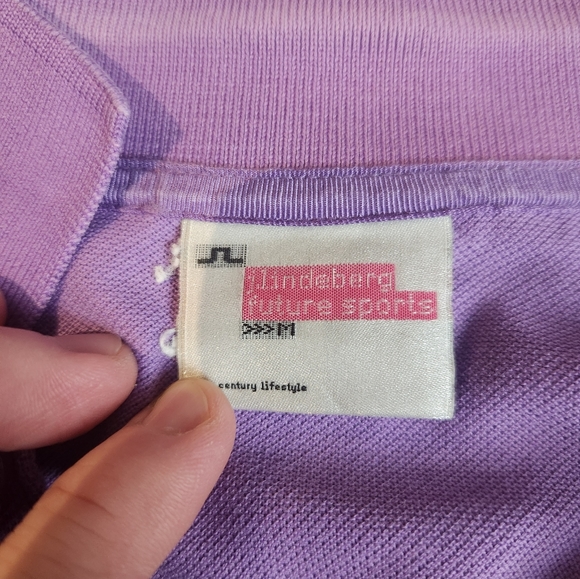 j.lindeberg
future sports
>>>M
century lifestyle